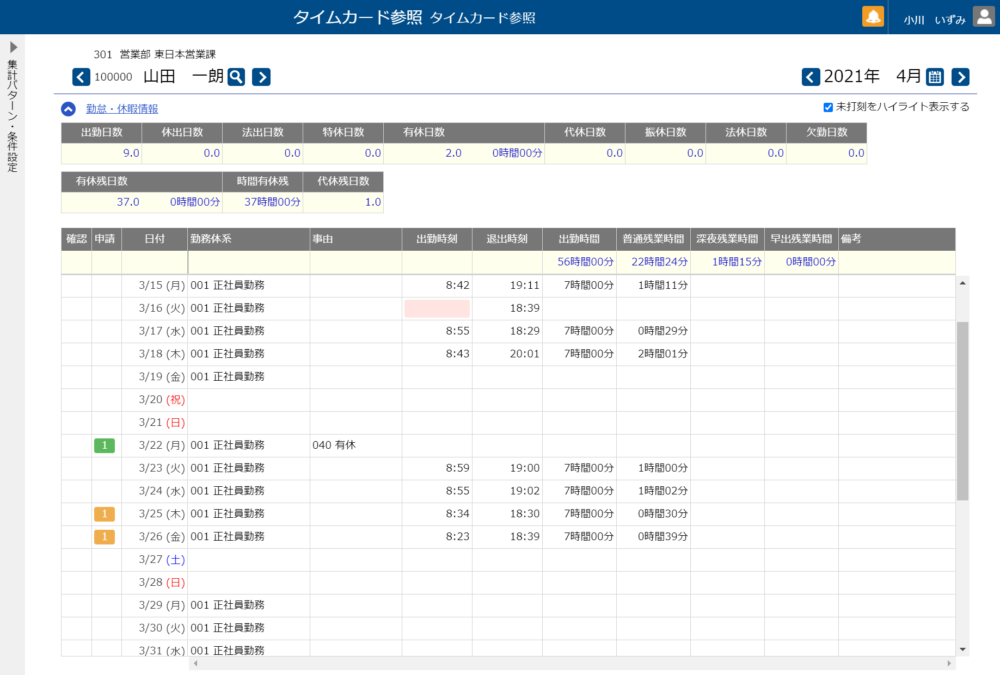 タイムカード参照 タイムカード参照
小川 いずみ
集計パターン・条件設定
301 営業部 東日本営業課
100000 山田 一朗
2021年 4月
勤怠・休暇情報
未打刻をハイライト表示する
出勤日数 休出日数 法出日数 特休日数 有休日数 代休日数 振休日数 法休日数 欠勤日数
9.0 0.0 0.0 0.0 2.0 0時間00分 0.0 0.0 0.0 0.0
有休残日数 時間有休残 代休残日数
37.0 0時間00分 37時間00分 1.0
確認 申請 日付 勤務体系 事由 出勤時刻 退出時刻 出勤時間 普通残業時間 深夜残業時間 早出残業時間 備考
56時間00分 22時間24分 1時間15分 0時間00分
3/15 (月) 001 正社員勤務 8:42 19:11 7時間00分 1時間11分
3/16 (火) 001 正社員勤務 18:39
3/17 (水) 001 正社員勤務 8:55 18:29 7時間00分 0時間29分
3/18 (木) 001 正社員勤務 8:43 20:01 7時間00分 2時間01分
3/19 (金) 001 正社員勤務
3/20 (祝)
3/21 (日)
1 3/22 (月) 001 正社員勤務 040 有休
3/23 (火) 001 正社員勤務 8:59 19:00 7時間00分 1時間00分
3/24 (水) 001 正社員勤務 8:55 19:02 7時間00分 1時間02分
1 3/25 (木) 001 正社員勤務 8:34 18:30 7時間00分 0時間30分
1 3/26 (金) 001 正社員勤務 8:23 18:39 7時間00分 0時間39分
3/27 (土)
3/28 (日)
3/29 (月) 001 正社員勤務
3/30 (火) 001 正社員勤務
3/31 (水) 001 正社員勤務